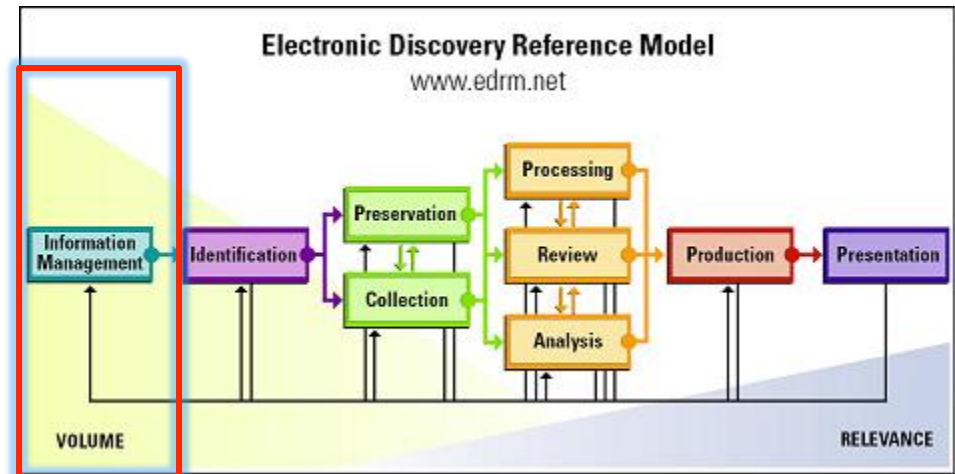 Electronic Discovery Reference Model
www.edrm.net
Information
Management
Identification
Preservation
Collection
Processing
Review
Analysis
Production
Presentation
VOLUME
RELEVANCE